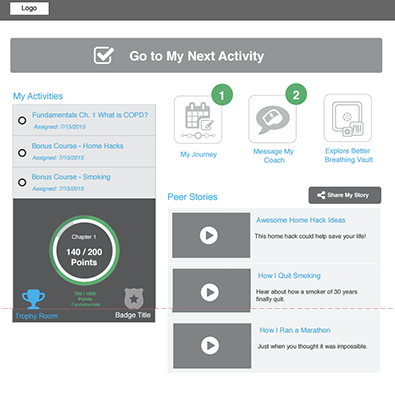 Logo
Go to My Next Activity
My Activities
Fundamentals Ch. 1 What is COPD?
Assigned: 7/15/2015
Bonus Course - Home Hacks
Assigned: 7/15/2015
Bonus Course - Smoking
Assigned: 7/15/2015
Chapter 1
140 / 200
Points
Points
Fundamentals
Trophy Room
Badge Title
1
2
My Journey
Message My
Coach
Explore Better
Breathing Vault
Peer Stories
Share My Story
Awesome Home Hack Ideas
This home hack could help save your life!
How I Quit Smoking
Hear about how a smoker of 30 years
finally quit.
How I Ran a Marathon
Just when you thought it was impossible.